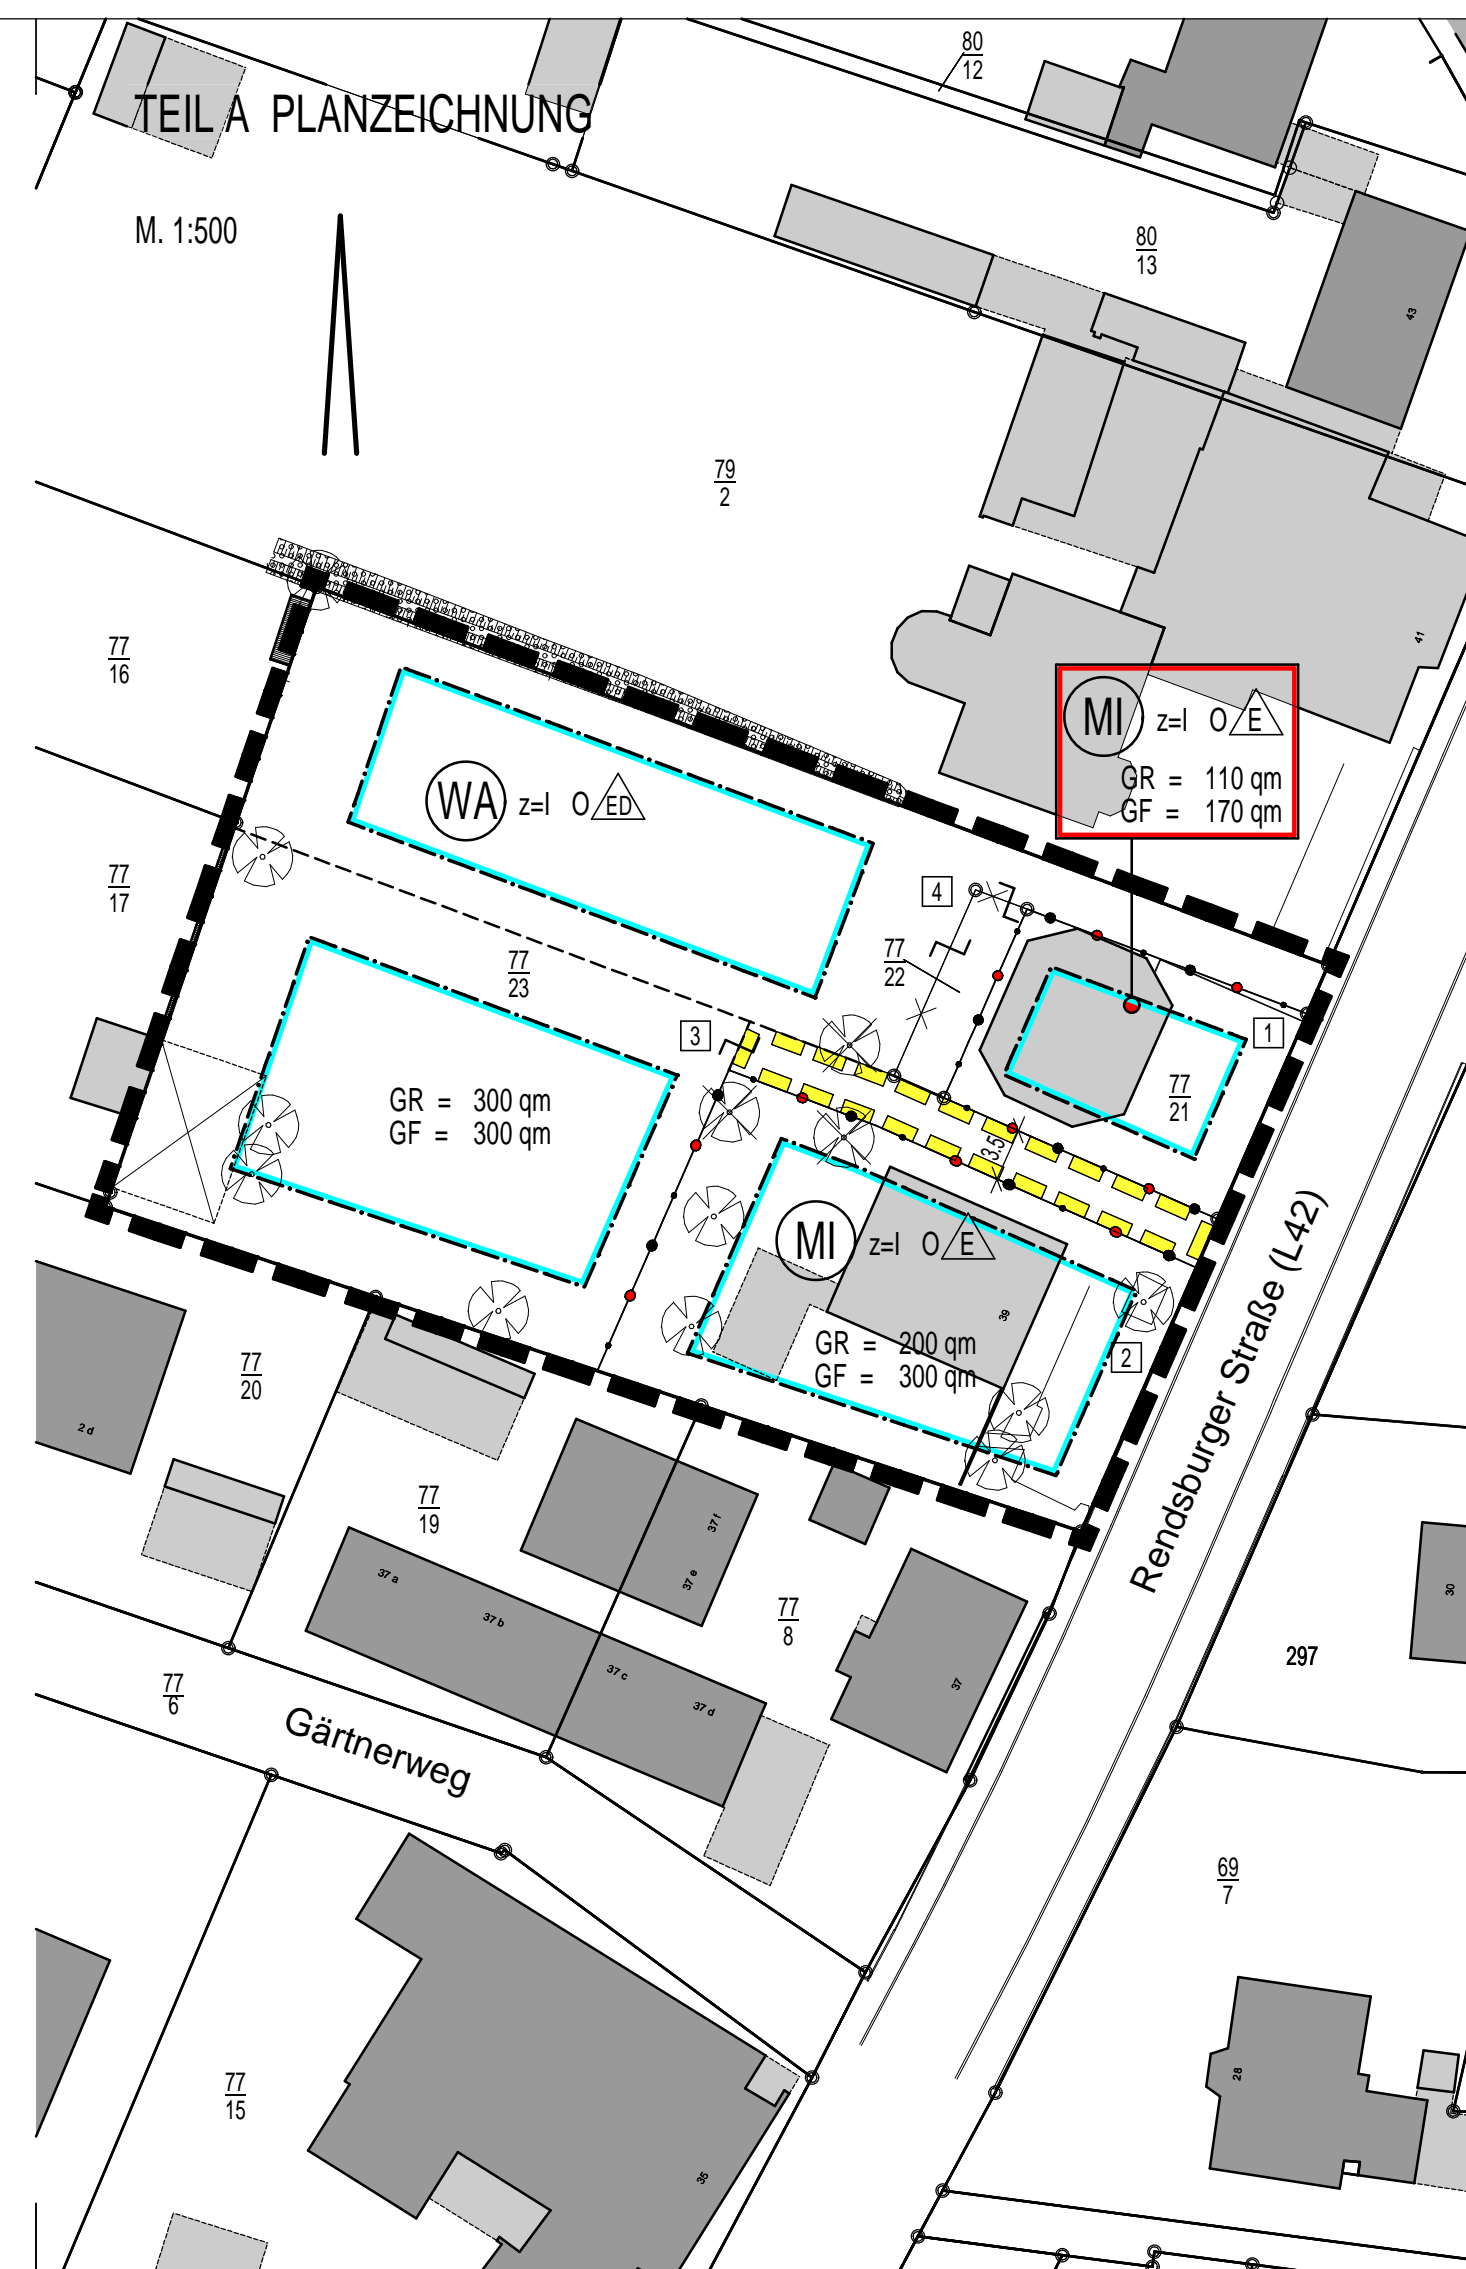 TEIL A PLANZEICHNUNG
M. 1:500
80
12
80
13
43
79
2
41
77
16
MI z=I O E
GR = 110 qm
GF = 170 qm
WA z=I O ED
77
17
4
77
22
77
23
3
1
77
21
GR = 300 qm
GF = 300 qm
3.5
MI z=I O E
39
GR = 200 qm
GF = 300 qm
2
Rendsburger Straße (L42)
77
20
2 d
77
19
37 f
37 e
37 a
37 b
37 c
37 d
77
8
37
30
297
77
6
Gärtnerweg
69
7
28
77
15
35